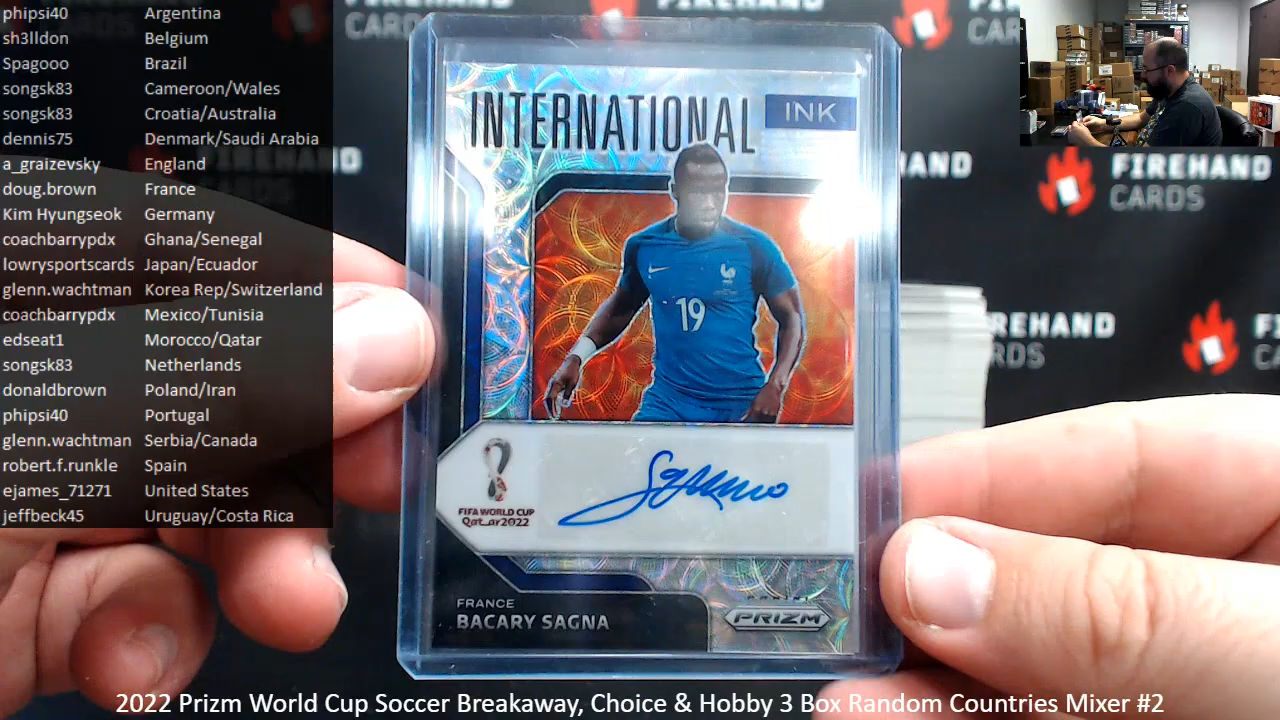 phipsi40 Argentina
sh3lldon Belgium
Spagooo Brazil
songsk83 Cameroon/Wales
songsk83 Croatia/Australia
dennis75 Denmark/Saudi Arabia
a_graizevsky England
doug.brown France
Kim Hyungseok Germany
coachbarrypdx Ghana/Senegal
lowrysportscards Japan/Ecuador
glenn.wachtman Korea Rep/Switzerland
coachbarrypdx Mexico/Tunisia
edseat1 Morocco/Qatar
songsk83 Netherlands
donaldbrown Poland/Iran
phipsi40 Portugal
glenn.wachtman Serbia/Canada
robert.f.runkle Spain
ejames_71271 United States
jeffbeck45 Uruguay/Costa Rica
INTERNATIONAL INK
19
FIFA WORLD CUP
Qatar2022
FRANCE
BACARY SAGNA
PRIZM
FIREHAND
CARDS
2022 Prizm World Cup Soccer Breakaway, Choice & Hobby 3 Box Random Countries Mixer #2